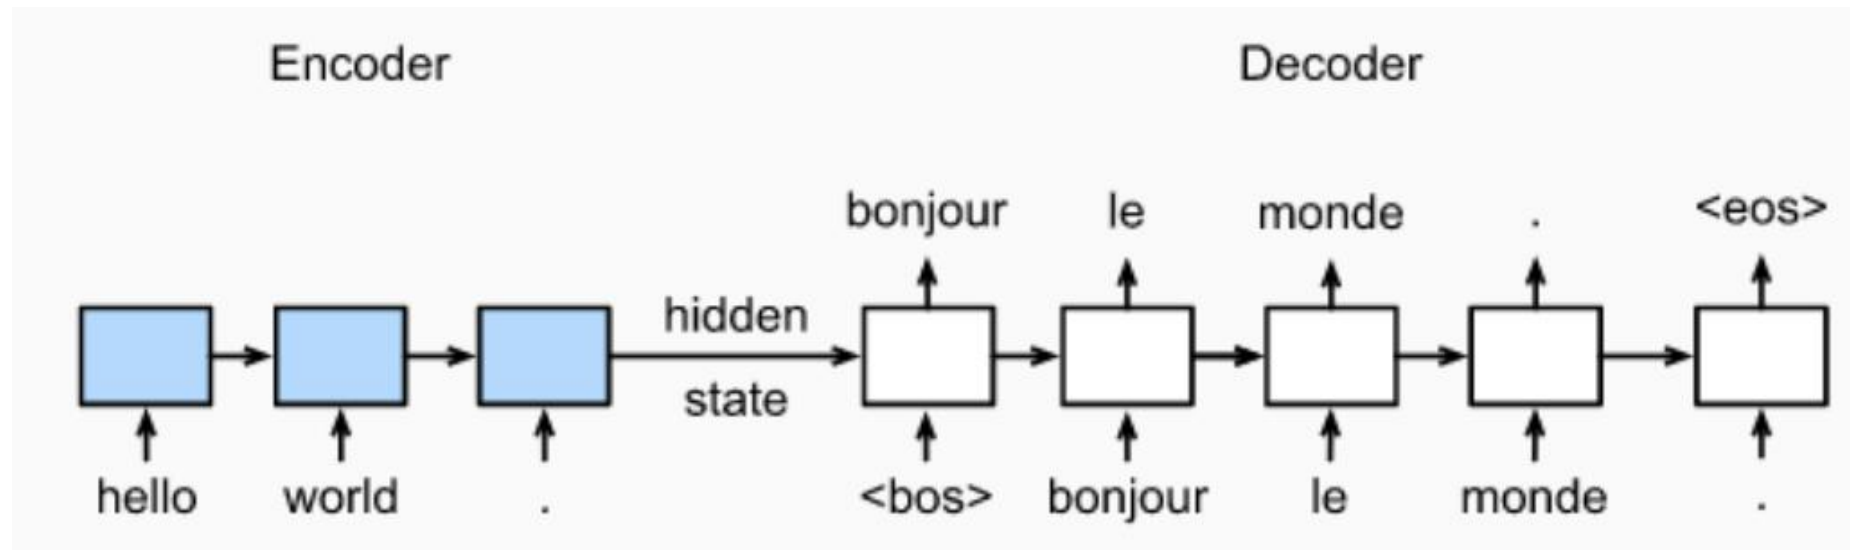 Encoder Decoder
bonjour le monde . <eos>
hidden
state
hello world . <bos> bonjour le monde .